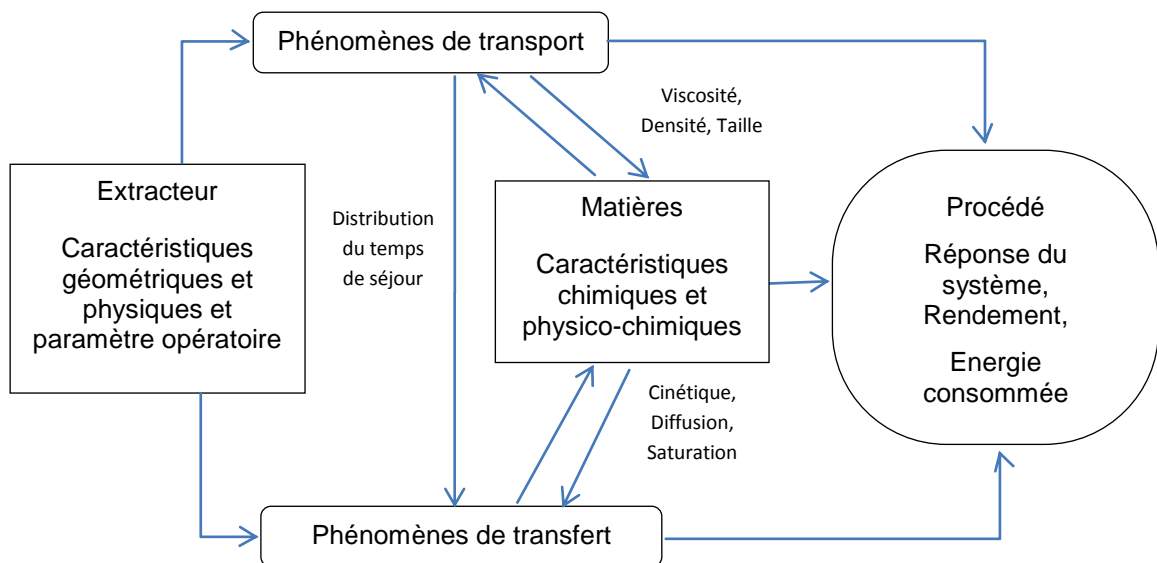 Phénomènes de transport
Viscosité,
Densité, Taille
Extracteur
Caractéristiques
géométriques et
physiques et
paramètre opératoire
Distribution
du temps
de séjour
Matières
Caractéristiques
chimiques et
physico-chimiques
Procédé
Réponse du
système,
Rendement,
Energie
consommée
Cinétique,
Diffusion,
Saturation
Phénomènes de transfert